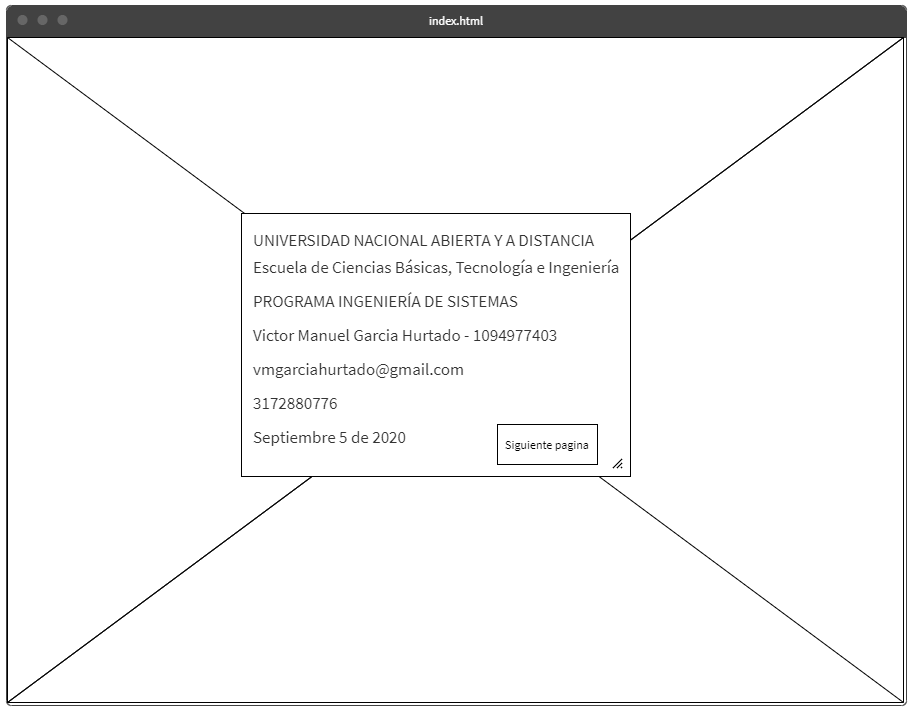 index.html
UNIVERSIDAD NACIONAL ABIERTA Y A DISTANCIA
Escuela de Ciencias Básicas, Tecnología e Ingeniería
PROGRAMA INGENIERÍA DE SISTEMAS
Victor Manuel Garcia Hurtado - 1094977403
vmgarciahurtado@gmail.com
3172880776
Septiembre 5 de 2020
Siguiente pagina